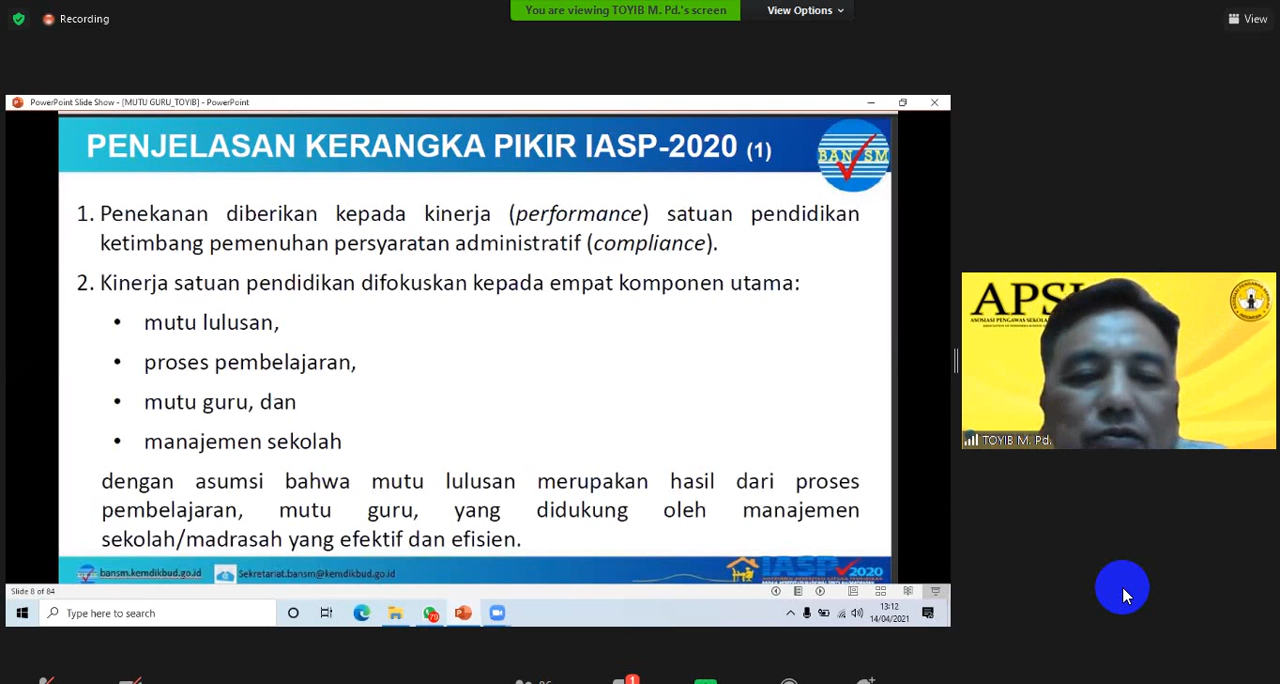 Recording
You are viewing TOYIB M. Pd.'s screen
View Options
View
PowerPoint Slide Show - [MUTU GURU_TOYIB] - PowerPoint
PENJELASAN KERANGKA PIKIR IASP-2020 (1)
BAN-S/M
1. Penekanan diberikan kepada kinerja (performance) satuan pendidikan
ketimbang pemenuhan persyaratan administratif (compliance).
2. Kinerja satuan pendidikan difokuskan kepada empat komponen utama:
• mutu lulusan,
• proses pembelajaran,
• mutu guru, dan
• manajemen sekolah
dengan asumsi bahwa mutu lulusan merupakan hasil dari proses
pembelajaran, mutu guru, yang didukung oleh manajemen
sekolah/madrasah yang efektif dan efisien.
bansm.kemdikbud.go.id
Sekretariat.bansm@kemdikbud.go.id
IASP 2020
Slide 8 of 84
Type here to search
13:12
14/04/2021
APSI
ASOSIASI PENGAWAS SEKOLAH
TOYIB M. Pd.
1